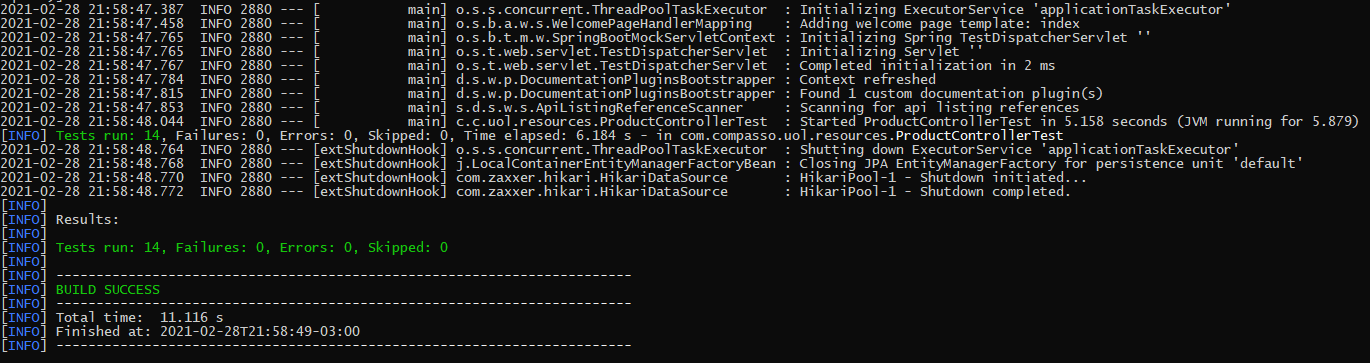 2021-02-28 21:58:47.387  INFO 2880 --- [           main] o.s.s.concurrent.ThreadPoolTaskExecutor  : Initializing ExecutorService 'applicationTaskExecutor'
2021-02-28 21:58:47.458  INFO 2880 --- [           main] o.s.b.a.w.s.WelcomePageHandlerMapping    : Adding welcome page template: index
2021-02-28 21:58:47.765  INFO 2880 --- [           main] o.s.b.t.m.w.SpringBootMockServletContext : Initializing Spring TestDispatcherServlet ''
2021-02-28 21:58:47.765  INFO 2880 --- [           main] o.s.t.web.servlet.TestDispatcherServlet  : Initializing Servlet ''
2021-02-28 21:58:47.767  INFO 2880 --- [           main] o.s.t.web.servlet.TestDispatcherServlet  : Completed initialization in 2 ms
2021-02-28 21:58:47.784  INFO 2880 --- [           main] d.s.w.p.DocumentationPluginsBootstrapper : Context refreshed
2021-02-28 21:58:47.815  INFO 2880 --- [           main] d.s.w.p.DocumentationPluginsBootstrapper : Found 1 custom documentation plugin(s)
2021-02-28 21:58:47.853  INFO 2880 --- [           main] s.d.s.w.s.ApiListingReferenceScanner     : Scanning for api listing references
2021-02-28 21:58:48.044  INFO 2880 --- [           main] c.c.uol.resources.ProductControllerTest  : Started ProductControllerTest in 5.158 seconds (JVM running for 5.879)
[INFO] Tests run: 14, Failures: 0, Errors: 0, Skipped: 0, Time elapsed: 6.184 s - in com.compasso.uol.resources.ProductControllerTest
2021-02-28 21:58:48.764  INFO 2880 --- [extShutdownHook] o.s.s.concurrent.ThreadPoolTaskExecutor  : Shutting down ExecutorService 'applicationTaskExecutor'
2021-02-28 21:58:48.768  INFO 2880 --- [extShutdownHook] j.LocalContainerEntityManagerFactoryBean : Closing JPA EntityManagerFactory for persistence unit 'default'
2021-02-28 21:58:48.770  INFO 2880 --- [extShutdownHook] com.zaxxer.hikari.HikariDataSource       : HikariPool-1 - Shutdown initiated...
2021-02-28 21:58:48.772  INFO 2880 --- [extShutdownHook] com.zaxxer.hikari.HikariDataSource       : HikariPool-1 - Shutdown completed.
[INFO]
[INFO] Results:
[INFO]
[INFO] Tests run: 14, Failures: 0, Errors: 0, Skipped: 0
[INFO]
[INFO] ------------------------------------------------------------------------
[INFO] BUILD SUCCESS
[INFO] ------------------------------------------------------------------------
[INFO] Total time:  11.116 s
[INFO] Finished at: 2021-02-28T21:58:49-03:00
[INFO] ------------------------------------------------------------------------